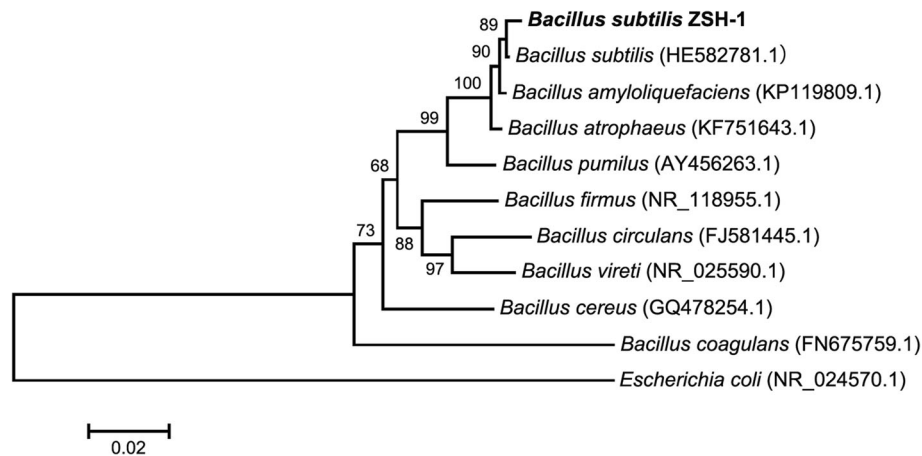 89
Bacillus subtilis ZSH-1
90
Bacillus subtilis (HE582781.1)
100
Bacillus amyloliquefaciens (KP119809.1)
99
Bacillus atrophaeus (KF751643.1)
68
Bacillus pumilus (AY456263.1)
Bacillus firmus (NR_118955.1)
73
88
Bacillus circulans (FJ581445.1)
97
Bacillus vireti (NR_025590.1)
Bacillus cereus (GQ478254.1)
Bacillus coagulans (FN675759.1)
Escherichia coli (NR_024570.1)
0.02